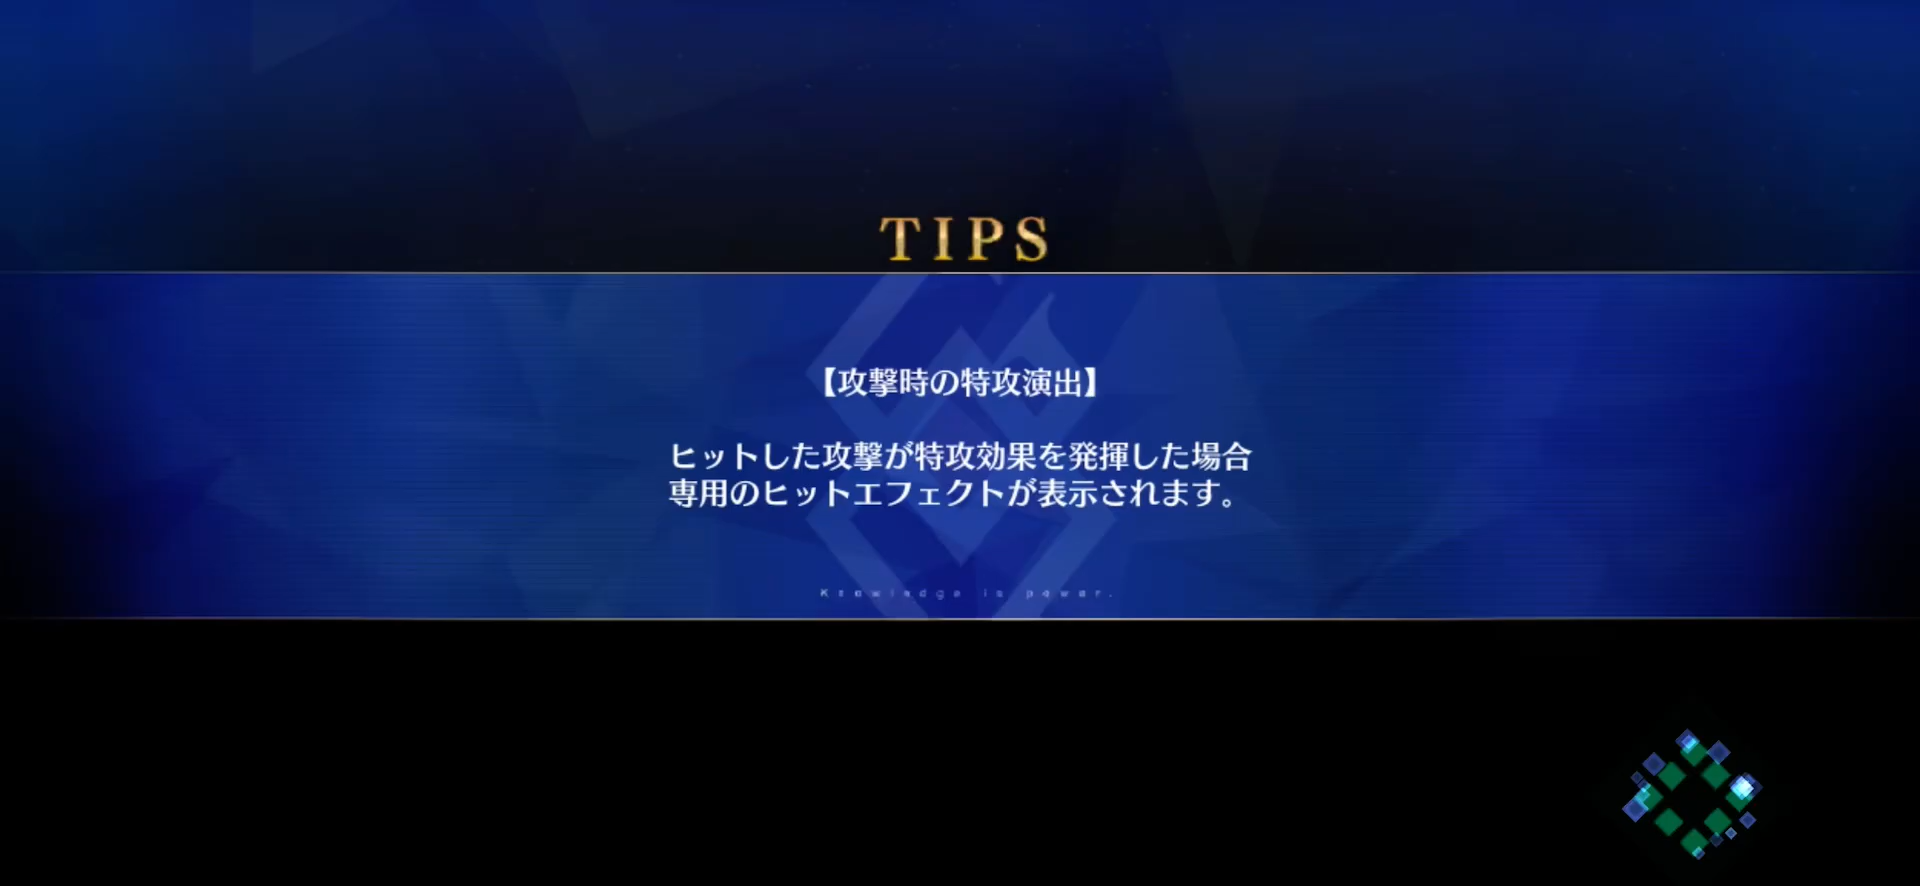 TIPS
【攻撃時の特攻演出】
ヒットした攻撃が特攻効果を発揮した場合
専用のヒットエフェクトが表示されます。
Knowledge is power.